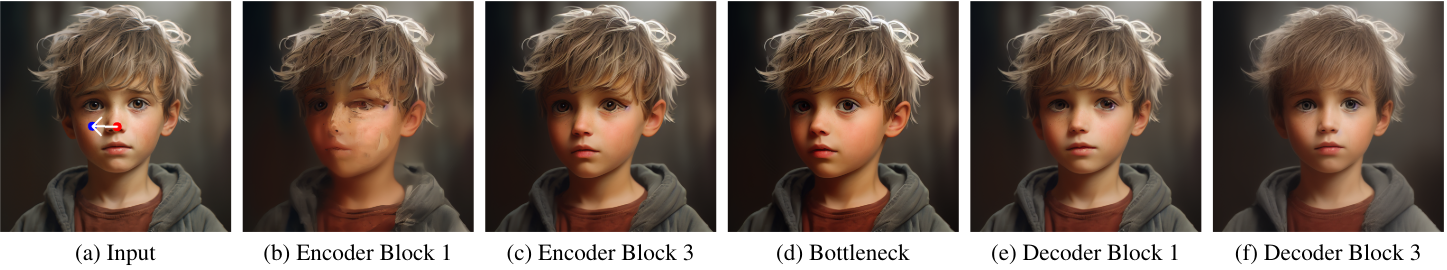 (a) Input
(b) Encoder Block 1
(c) Encoder Block 3
(d) Bottleneck
(e) Decoder Block 1
(f) Decoder Block 3